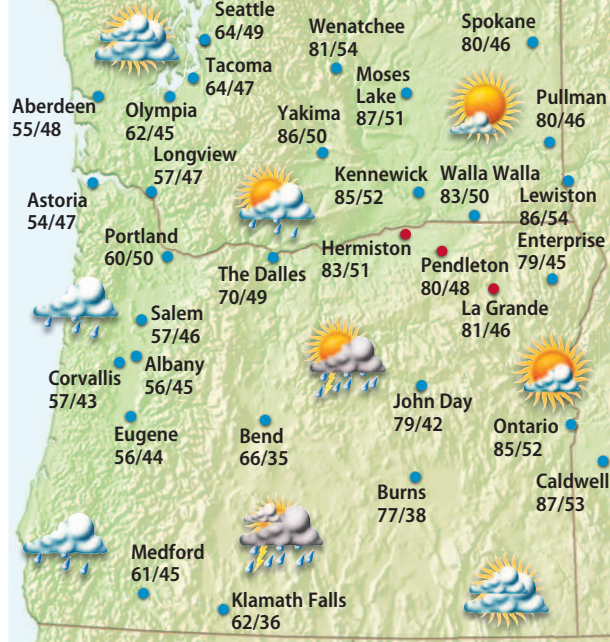 Seattle
64/49
Wenatchee
81/54
Spokane
80/46
Tacoma
64/47
Moses
Lake
87/51
Aberdeen
55/48
Olympia
62/45
Yakima
86/50
Pullman
80/46
Longview
57/47
Kennewick
85/52
Walla Walla
83/50
Lewiston
86/54
Astoria
54/47
Portland
60/50
The Dalles
70/49
Hermiston
83/51
Pendleton
80/48
Enterprise
79/45
La Grande
81/46
Salem
57/46
Albany
56/45
Corvallis
57/43
John Day
79/42
Ontario
85/52
Eugene
56/44
Bend
66/35
Burns
77/38
Caldwell
87/53
Medford
61/45
Klamath Falls
62/36